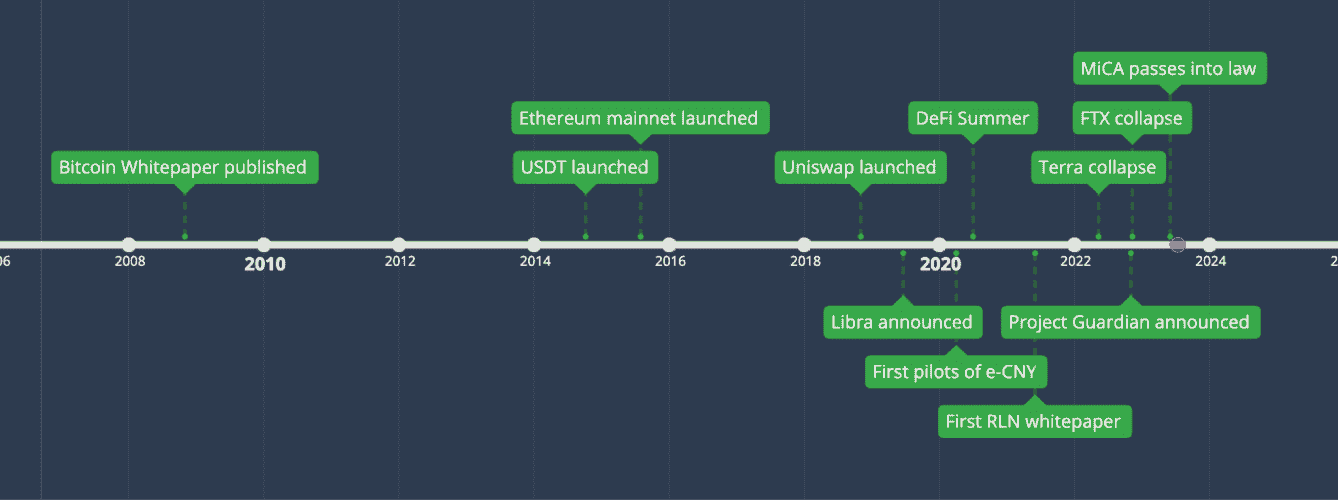 MiCA passes into law
Ethereum mainnet launched
DeFi Summer
FTX collapse
Bitcoin Whitepaper published
USDT launched
Uniswap launched
Terra collapse
06
2008
2010
2012
2014
2016
2018
2020
2022
2024
2
Libra announced
Project Guardian announced
First pilots of e-CNY
First RLN whitepaper